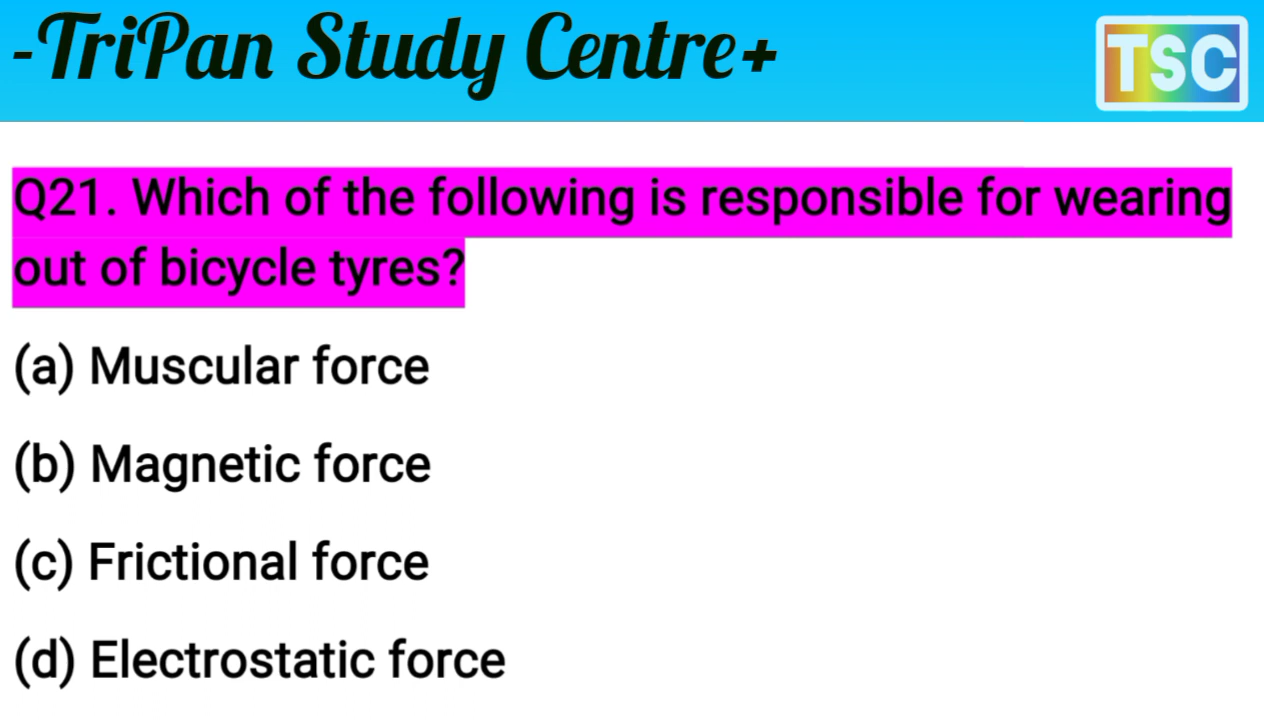 -TriPan Study Centre+
TSC
Q21. Which of the following is responsible for wearing
out of bicycle tyres?
(a) Muscular force
(b) Magnetic force
(c) Frictional force
(d) Electrostatic force